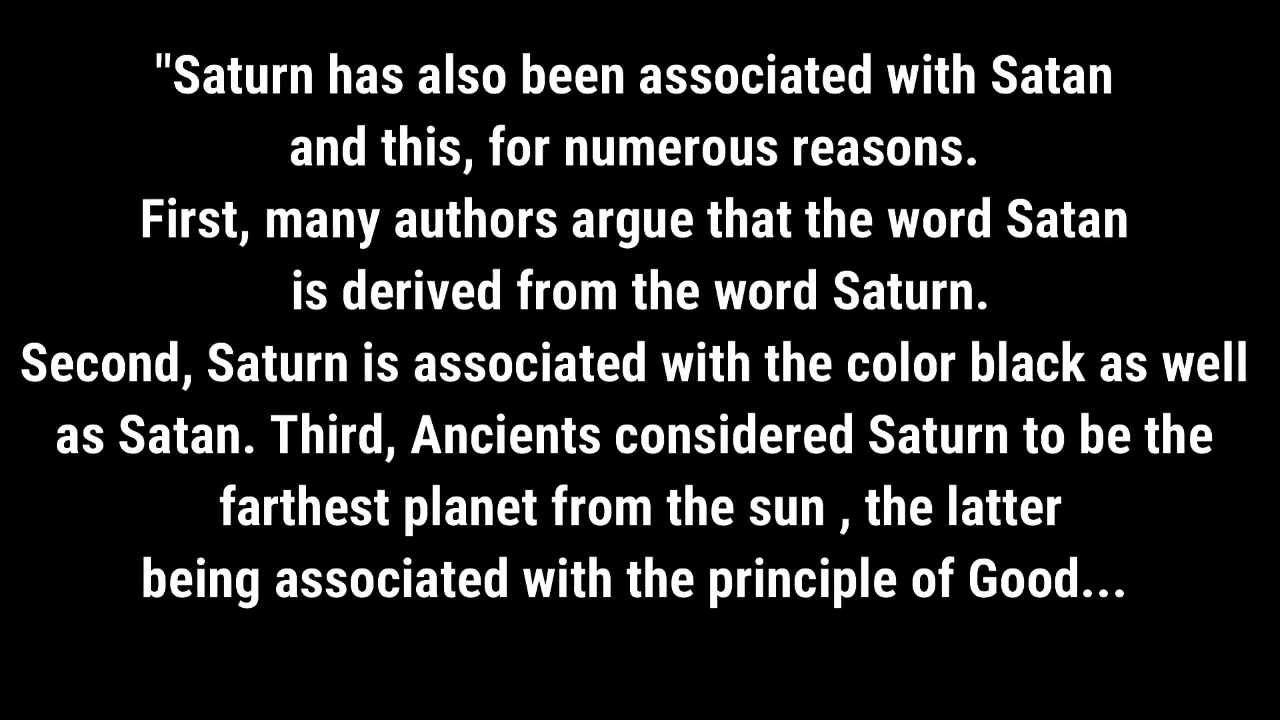 "Saturn has also been associated with Satan
and this, for numerous reasons.
First, many authors argue that the word Satan
is derived from the word Saturn.
Second, Saturn is associated with the color black as well
as Satan. Third, Ancients considered Saturn to be the
farthest planet from the sun , the latter
being associated with the principle of Good...